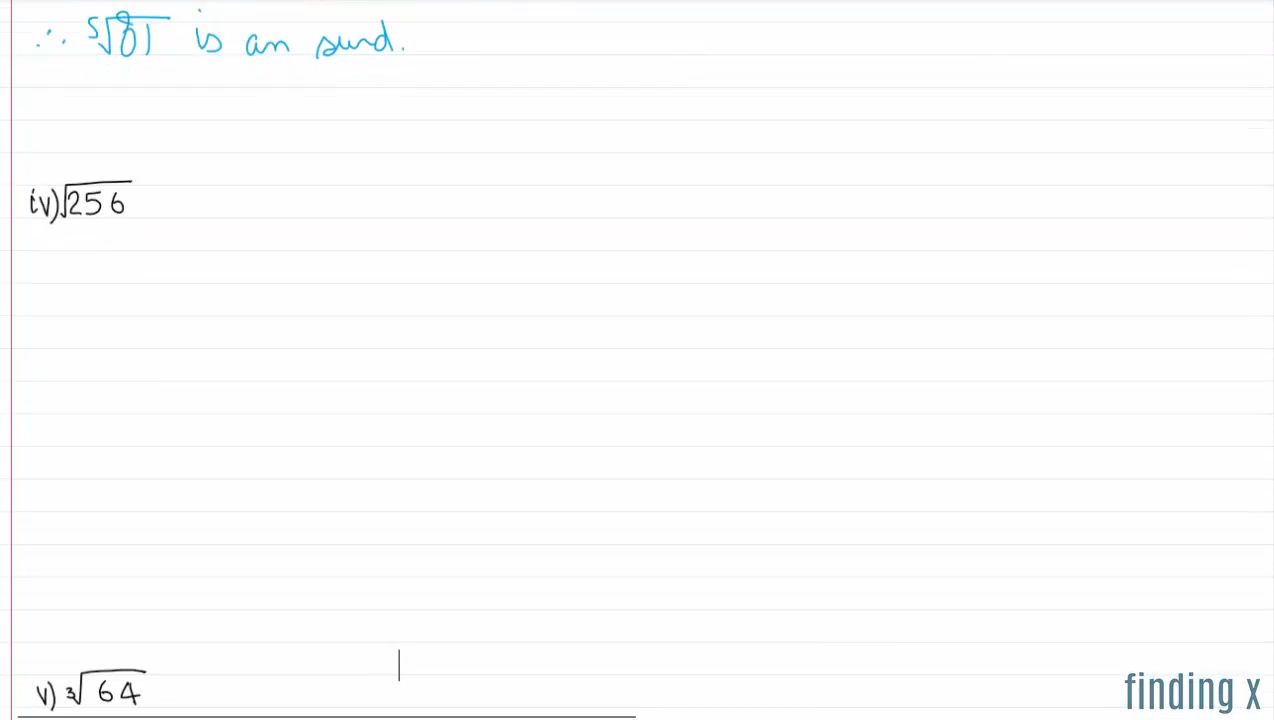 ∴ ⁵√81 is an surd.
iv) √256
v) ³√64
finding x